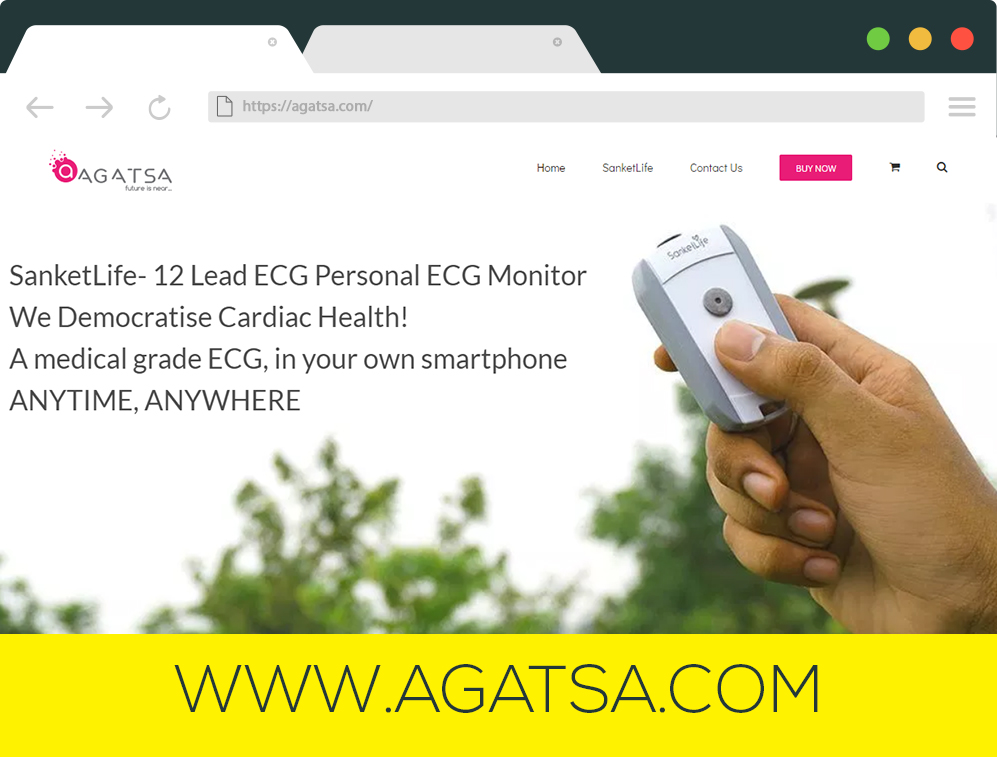 https://agatsa.com/
AGATSA
future is near...
Home
SanketLife
Contact Us
BUY NOW
SanketLife
SanketLife- 12 Lead ECG Personal ECG Monitor
We Democratise Cardiac Health!
A medical grade ECG, in your own smartphone
ANYTIME, ANYWHERE
WWW.AGATSA.COM